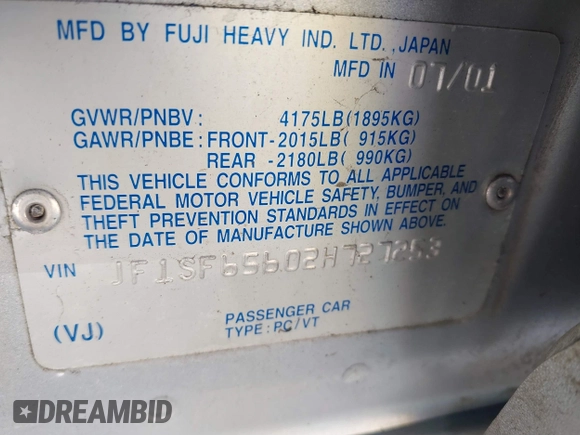 MFD BY FUJI HEAVY IND. LTD., JAPAN
MFD IN 07/01
GVWR/PNBV: 4175LB(1895KG)
GAWR/PNBE: FRONT-2015LB( 915KG)
REAR -2180LB( 990KG)
THIS VEHICLE CONFORMS TO ALL APPLICABLE
FEDERAL MOTOR VEHICLE SAFETY, BUMPER, AND
THEFT PREVENTION STANDARDS IN EFFECT ON
THE DATE OF MANUFACTURE SHOWN ABOVE.
VIN JF1SF65602H727253
(VJ)
PASSENGER CAR
TYPE: PC/VT
DREAMBID